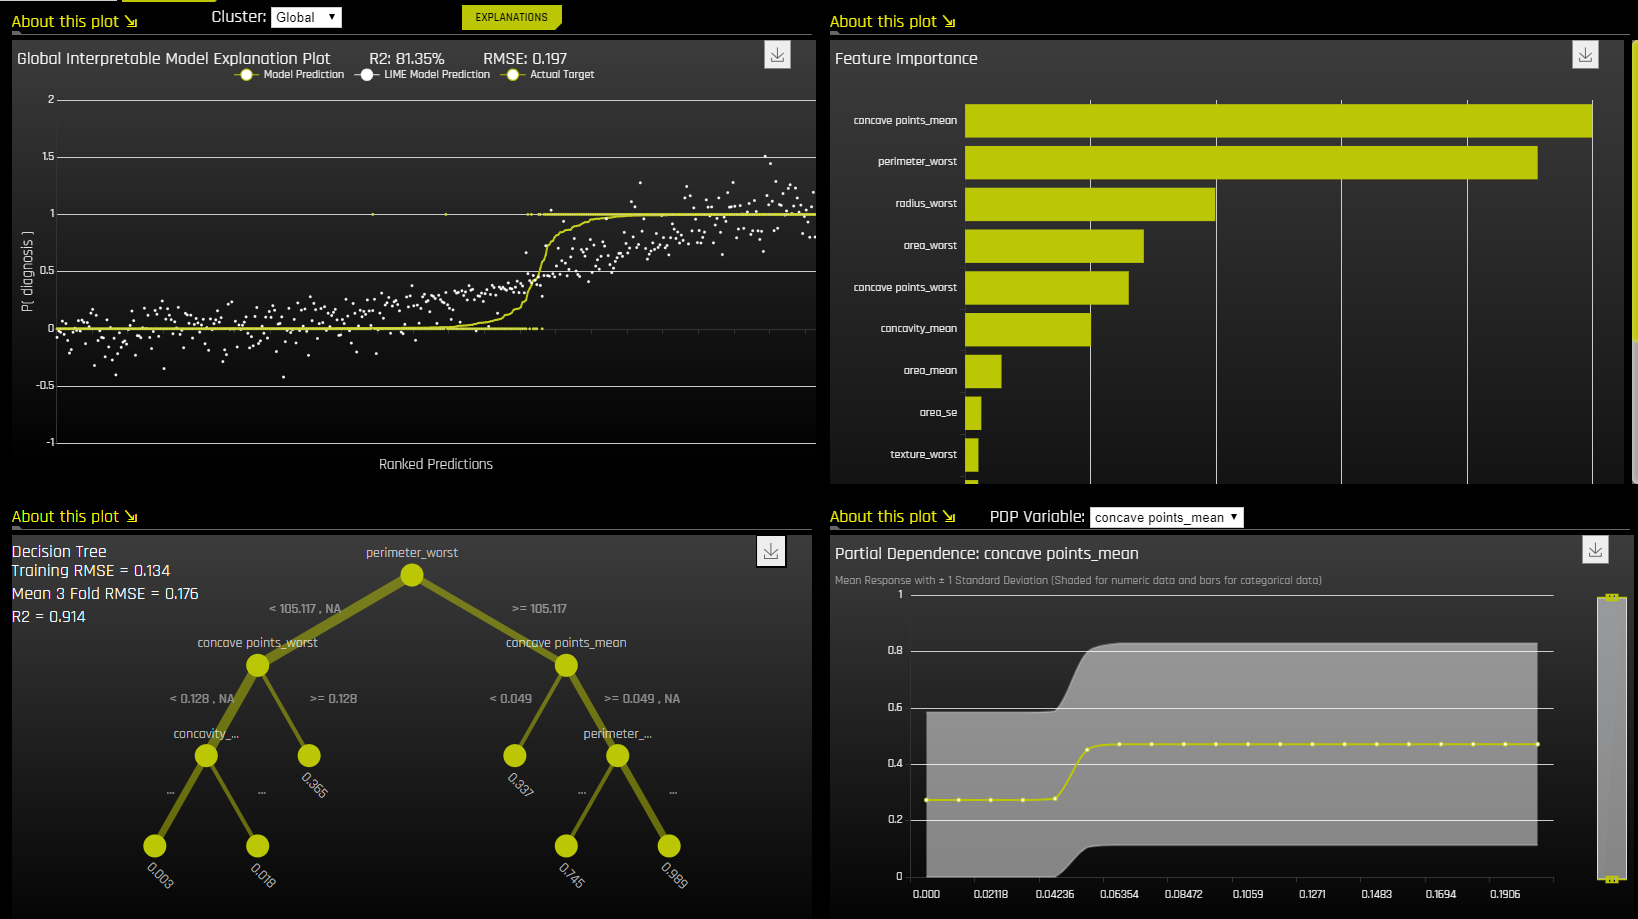 About this plot
Cluster: Global
EXPLANATIONS
Global Interpretable Model Explanation Plot R2: 81.35% RMSE: 0.197
Model Prediction LIME Model Prediction Actual Target
2
1.5
1
0.5
0
-0.5
-1
P( diagnosis )
Ranked Predictions
About this plot
Feature Importance
concave points_mean
perimeter_worst
radius_worst
area_worst
concave points_worst
concavity_mean
area_mean
area_se
texture_worst
About this plot
Decision Tree
Training RMSE = 0.134
Mean 3 Fold RMSE = 0.176
R2 = 0.914
perimeter_worst
< 105.117 , NA >= 105.117
concave points_worst concave points_mean
< 0.128 , NA >= 0.128 < 0.049 >= 0.049 , NA
concavity_... perimeter_...
0.365 0.337
... ... ... ...
0.003 0.018 0.745 0.989
About this plot
PDP Variable: concave points_mean
Partial Dependence: concave points_mean
Mean Response with ± 1 Standard Deviation (Shaded for numeric data and bars for categorical data)
1
0.8
0.6
0.4
0.2
0
0.000 0.02118 0.04236 0.06354 0.08472 0.1059 0.1271 0.1483 0.1694 0.1906